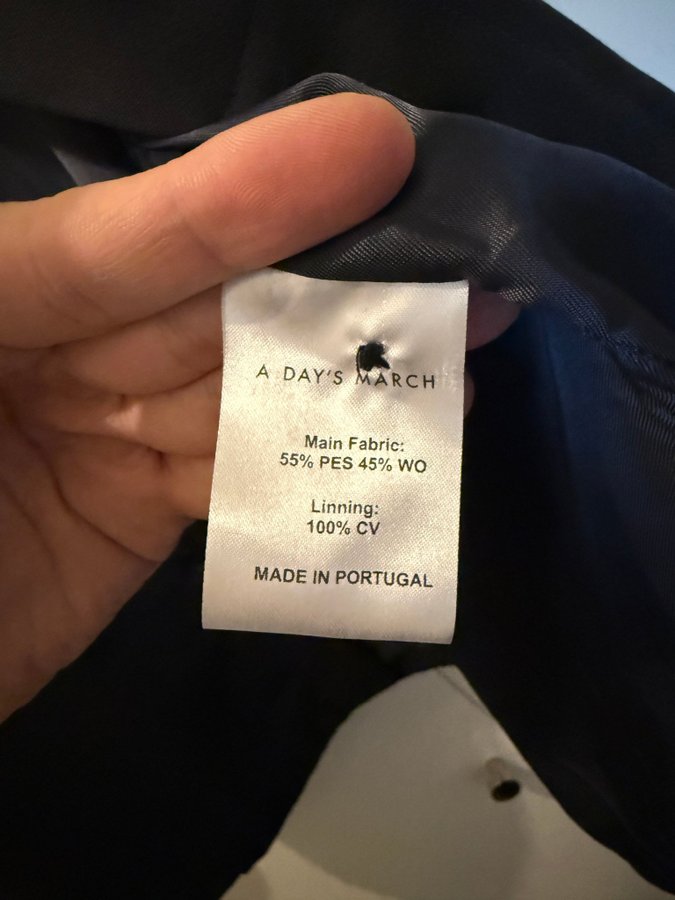 A DAY'S MARCH
Main Fabric:
55% PES 45% WO
Linning:
100% CV
MADE IN PORTUGAL